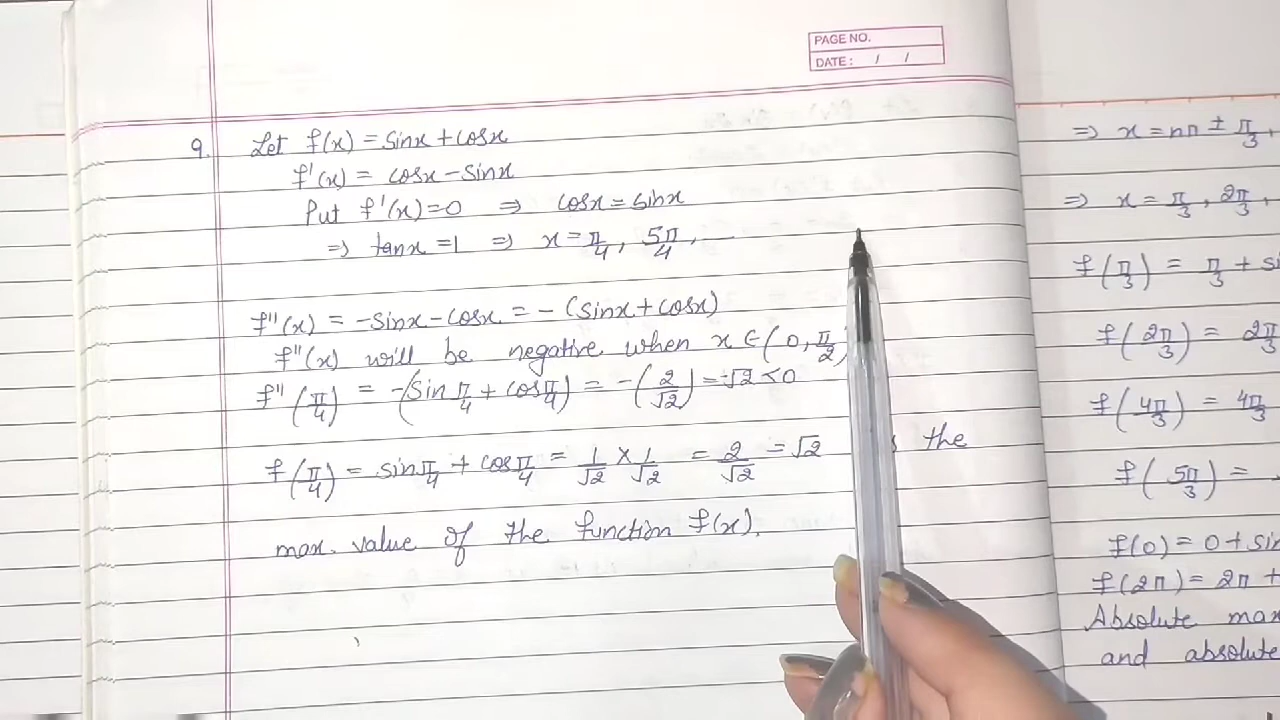 PAGE NO.
DATE: / /
9. Let f(x) = sinx + cosx
f'(x) = cosx - sinx
Put f'(x)=0 ⇒ cosx = sinx
⇒ tanx = 1 ⇒ x = π/4, 5π/4, —
f''(x) = -sinx - cosx = - (sinx + cosx)
f''(x) will be negative when x ∈ (0, π/2)
f''(π/4) = -(sin π/4 + cos π/4) = -(2/√2) = -√2 < 0
f(π/4) = sin π/4 + cos π/4 = 1/√2 × 1/√2 = 2/√2 = √2 the
max. value of the function f(x).
⇒ x = nπ ± π/3,
⇒ x = π/3, 2π/3,
f(π/3) = π/3 + si
f(2π/3) = 2π/3
f(4π/3) = 4π/3
f(5π/3) =
f(0) = 0 + sin
f(2π) = 2π +
Absolute max
and absolute